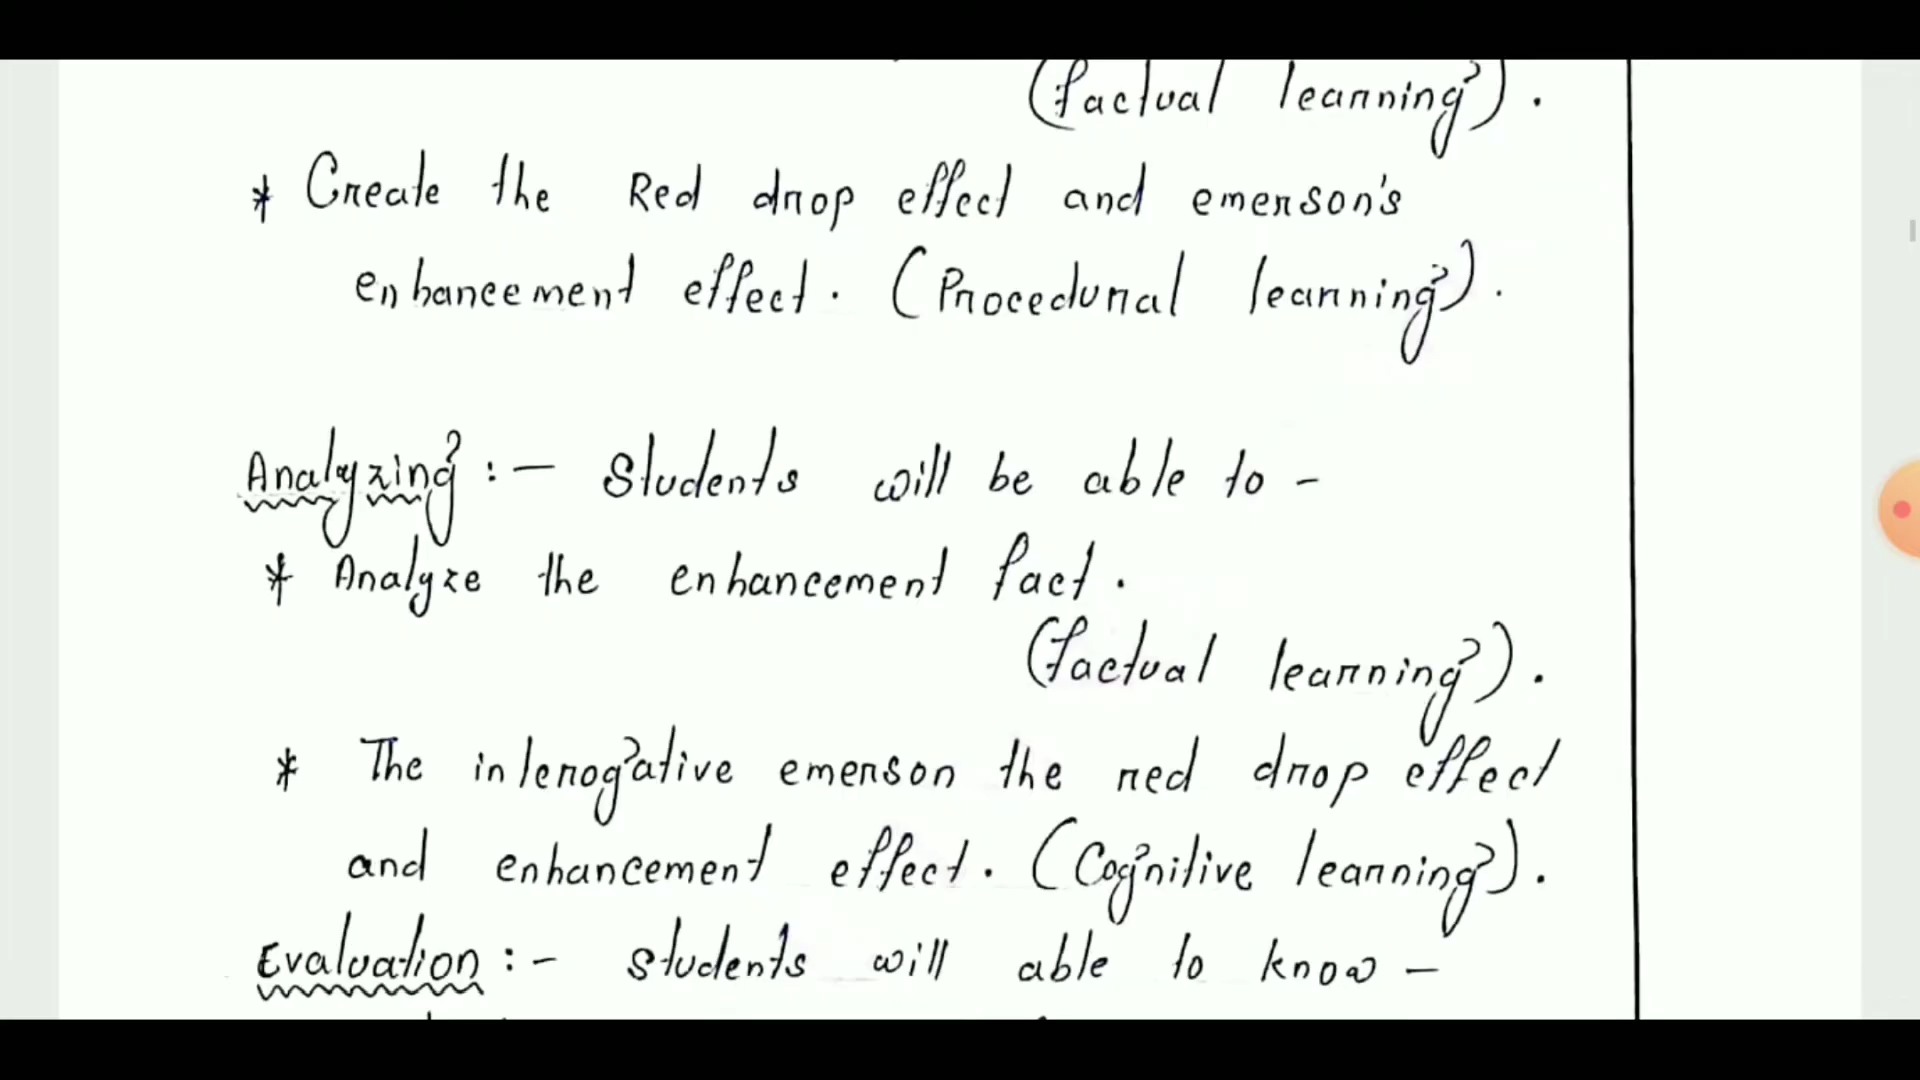 (factual learning).
* Create the Red drop effect and emerson's
enhancement effect. (Procedural learning).
Analyzing :- Students will be able to -
* Analyze the enhancement fact.
(factual learning).
* The interogative emerson the red drop effect
and enhancement effect. (Cognitive learning).
Evaluation :- students will able to know -